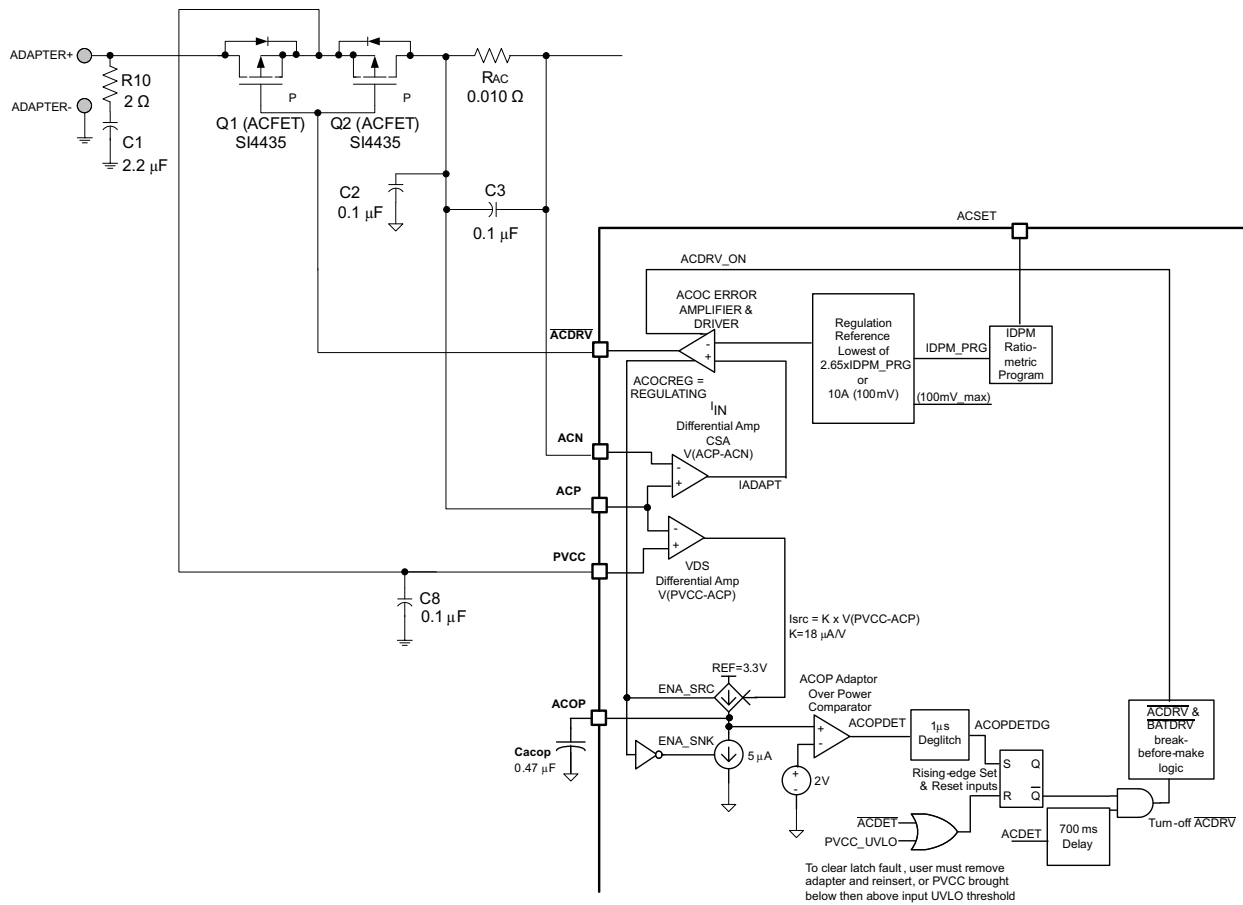 ADAPTER+
R10
2 Ω
ADAPTER-
C1
2.2 µF
P
P
Q1 (ACFET)
SI4435
Q2 (ACFET)
SI4435
RAC
0.010 Ω
C2
0.1 µF
C3
0.1 µF
ACSET
ACDRV_ON
ACOC ERROR
AMPLIFIER &
DRIVER
ACDRV
-
+
Regulation
Reference
Lowest of
2.65xIDPM_PRG
or
10A (100mV)
IDPM_PRG
(100mV_max)
IDPM
Ratio-
metric
Program
ACOCREG =
REGULATING
IIN
Differential Amp
CSA
V(ACP-ACN)
ACN
-
+
IADAPT
ACP
-
+
PVCC
VDS
Differential Amp
V(PVCC-ACP)
C8
0.1 µF
Isrc = K x V(PVCC-ACP)
K=18 µA/V
REF=3.3V
ENA_SRC
ACOP
Cacop
0.47 µF
ENA_SNK
5 µA
ACOP Adaptor
Over Power
Comparator
ACOPDET
+
-
+
-
2V
1µs
Deglitch
ACOPDETDG
Rising-edge Set
& Reset inputs
S
Q
R
Q
ACDET
PVCC_UVLO
ACDET
700 ms
Delay
ACDRV &
BATDRV
break-
before-make
logic
Turn-off ACDRV
To clear latch fault, user must remove
adapter and reinsert, or PVCC brought
below then above input UVLO threshold